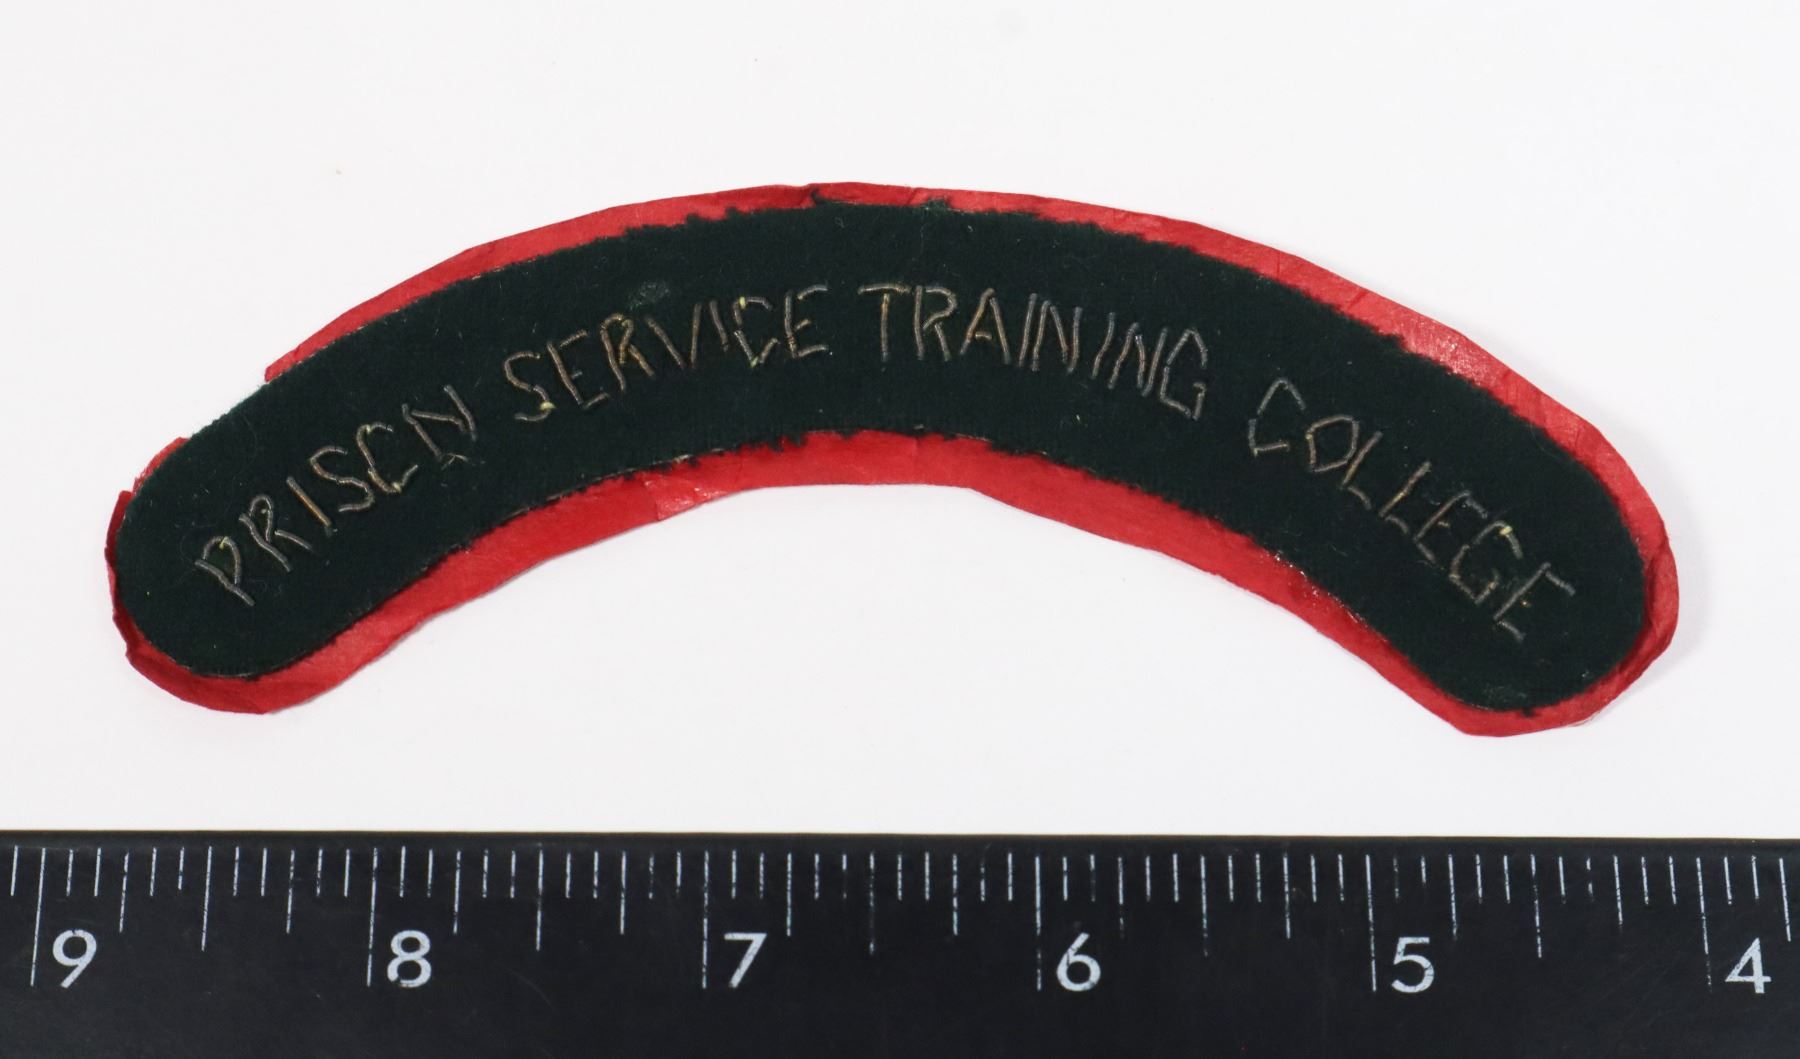 PRISON SERVICE TRAINING COLLEGE
9 8 7 6 5 4